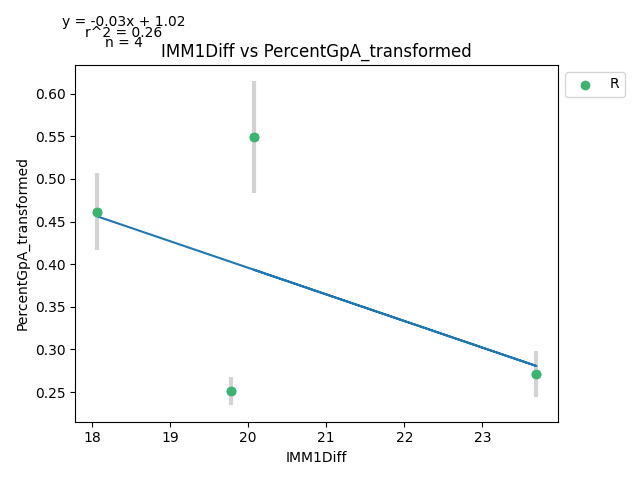 y = -0.03x + 1.02
r^2 = 0.26
n = 4
IMM1Diff vs PercentGpA_transformed
R
PercentGpA_transformed
0.60
0.55
0.50
0.45
0.40
0.35
0.30
0.25
18 19 20 21 22 23
IMM1Diff